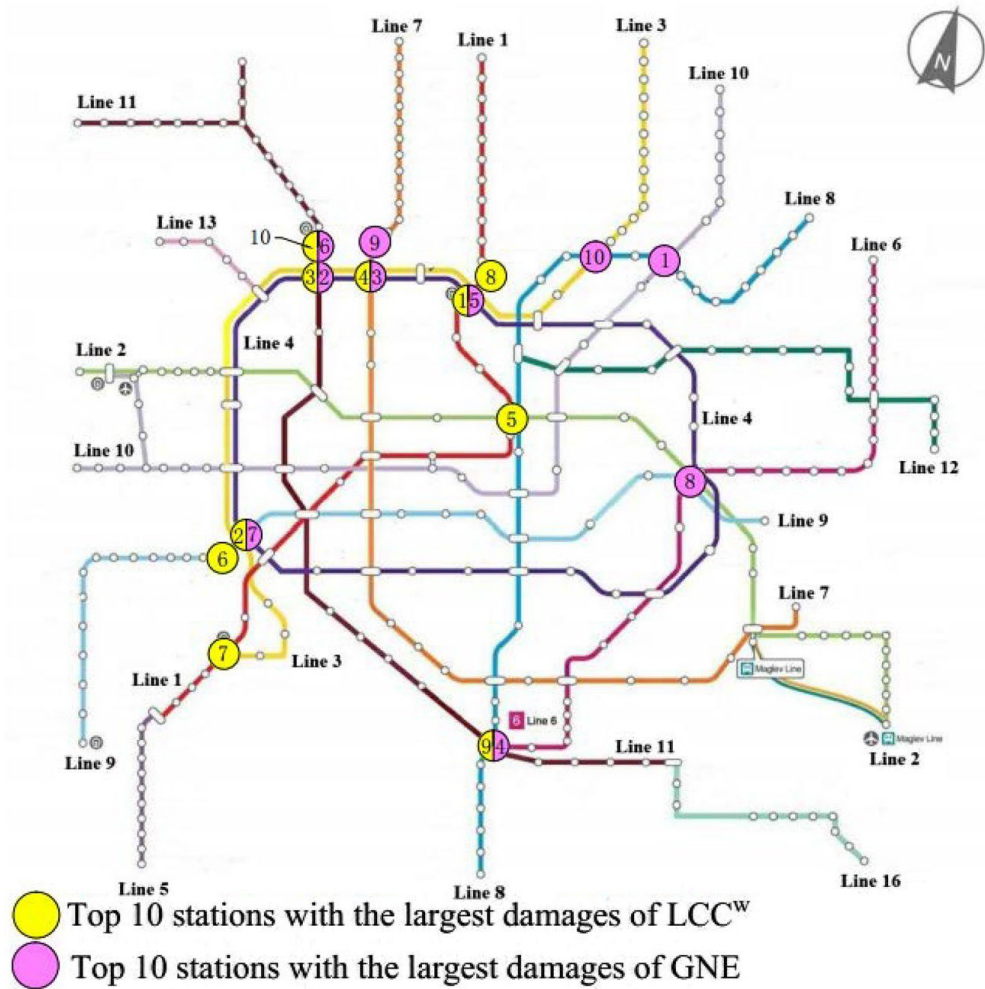 Line 7
Line 1
Line 3
N
Line 10
Line 11
Line 8
Line 13
10
6
9
Line 6
3
2
4
3
8
10
1
1
5
Line 4
Line 2
5
Line 4
Line 10
8
Line 12
Line 9
2
7
6
Line 7
7
Line 3
Maglev Line
Line 1
6 Line 6
9
4
Line 11
Maglev Line
Line 2
Line 9
Line 5
Line 8
Line 16
Top 10 stations with the largest damages of LCCᵂ
Top 10 stations with the largest damages of GNE